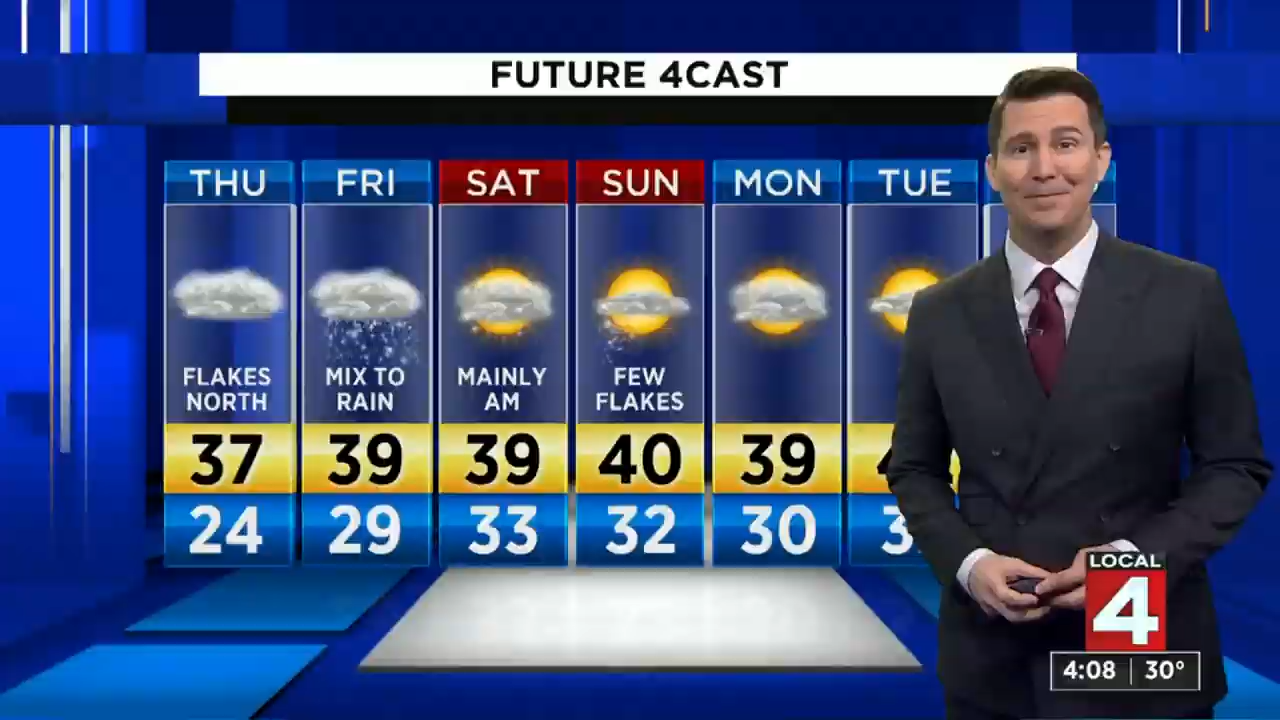 FUTURE 4CAST
THU FRI SAT SUN MON TUE
FLAKES NORTH
MIX TO RAIN
MAINLY AM
FEW FLAKES
37 39 39 40 39
24 29 33 32 30
LOCAL
4
4:08 30°